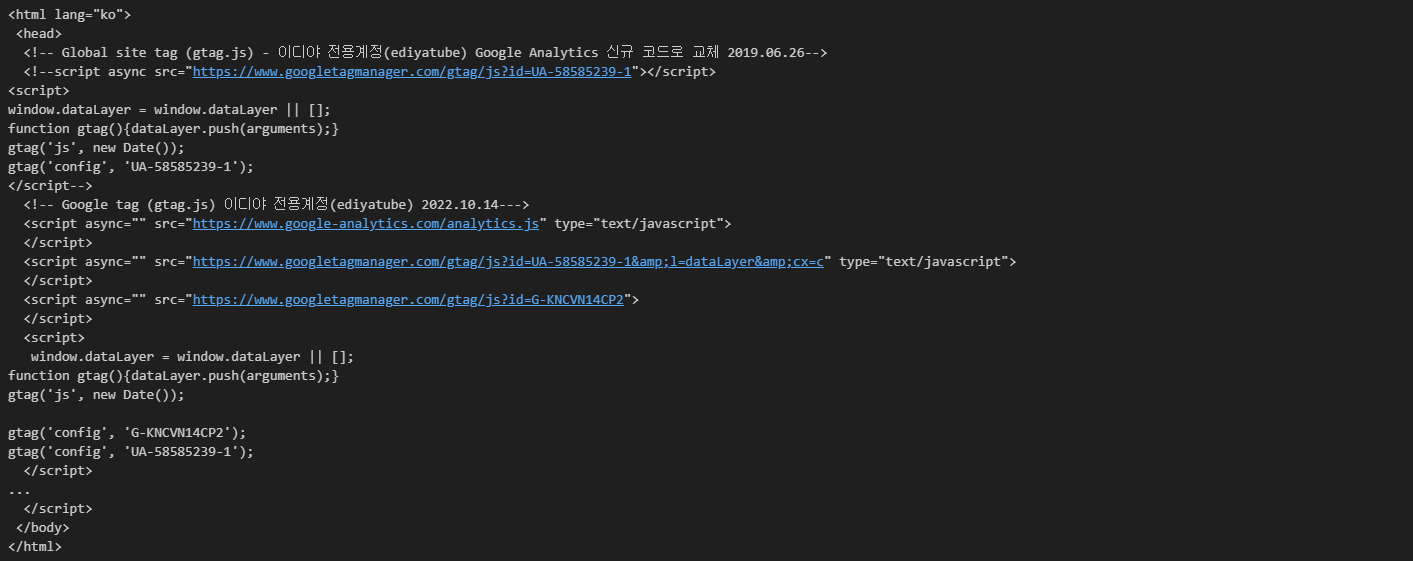 <html lang="ko">
<head>
<!-- Global site tag (gtag.js) - 이디야 전용계정(ediyatube) Google Analytics 신규 코드로 교체 2019.06.26-->
<!--script async src="https://www.googletagmanager.com/gtag/js?id=UA-58585239-1"></script>
<script>
window.dataLayer = window.dataLayer || [];
function gtag(){dataLayer.push(arguments);}
gtag('js', new Date());
gtag('config', 'UA-58585239-1');
</script-->
<!-- Google tag (gtag.js) 이디야 전용계정(ediyatube) 2022.10.14--->
<script async="" src="https://www.google-analytics.com/analytics.js" type="text/javascript">
</script>
<script async="" src="https://www.googletagmanager.com/gtag/js?id=UA-58585239-1&amp;l=dataLayer&amp;cx=c" type="text/javascript">
</script>
<script async="" src="https://www.googletagmanager.com/gtag/js?id=G-KNCVN14CP2">
</script>
<script>
window.dataLayer = window.dataLayer || [];
function gtag(){dataLayer.push(arguments);}
gtag('js', new Date());
gtag('config', 'G-KNCVN14CP2');
gtag('config', 'UA-58585239-1');
</script>
...
</script>
</body>
</html>